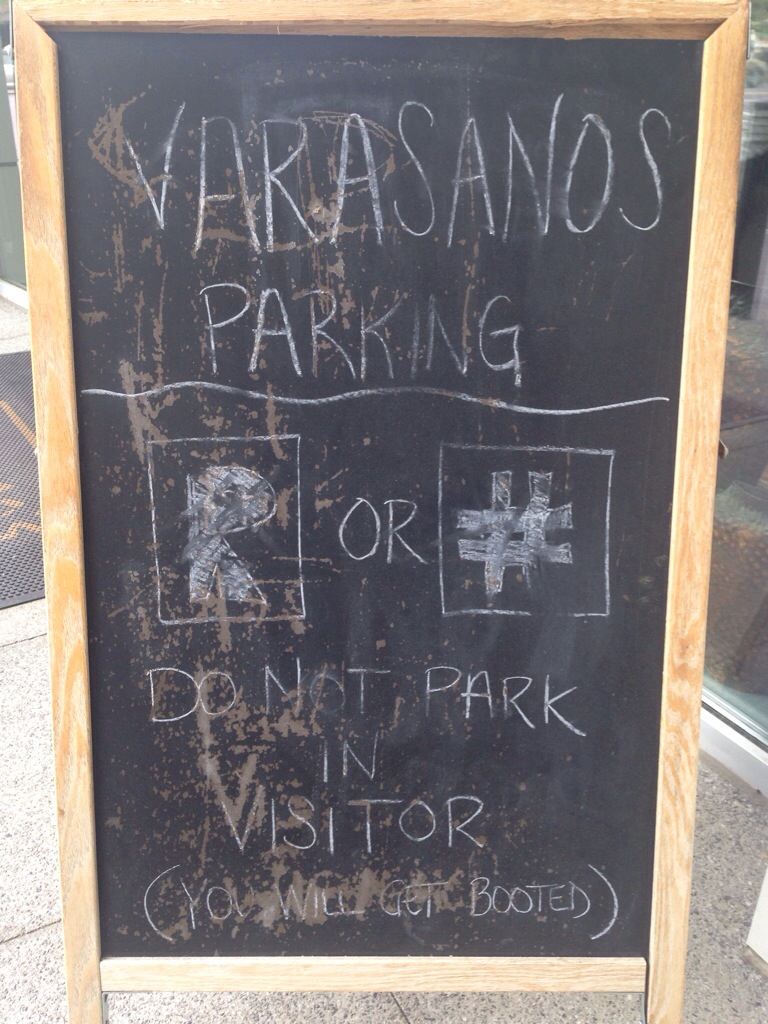 VARASANOS
PARKING
R OR #
DO NOT PARK
IN
VISITOR
(YOU WILL GET BOOTED)